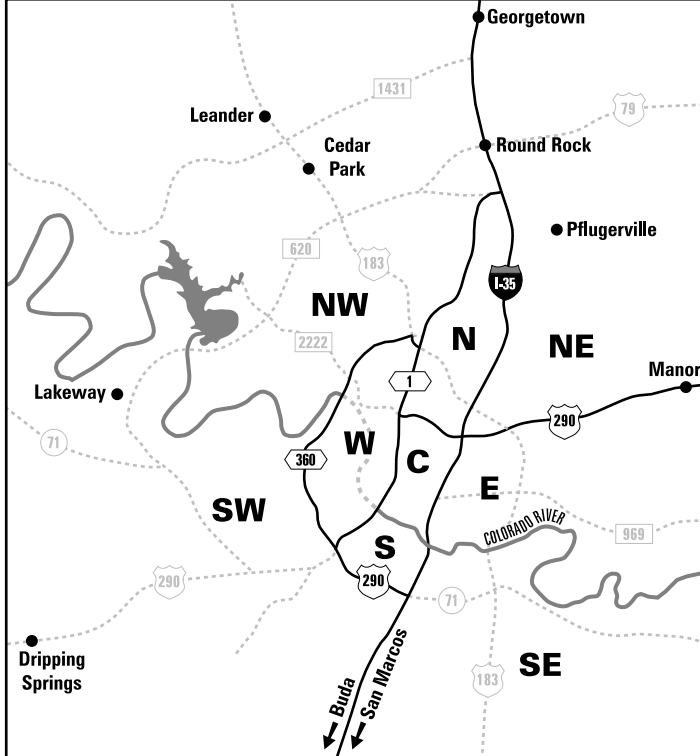 Georgetown
1431
79
Leander
Cedar
Park
Round Rock
Pflugerville
620
183
I-35
NW
N
NE
2222
Manor
1
Lakeway
290
71
360
W
C
E
SW
COLORADO RIVER
969
S
290
290
71
Dripping
Springs
SE
183
Buda
San Marcos